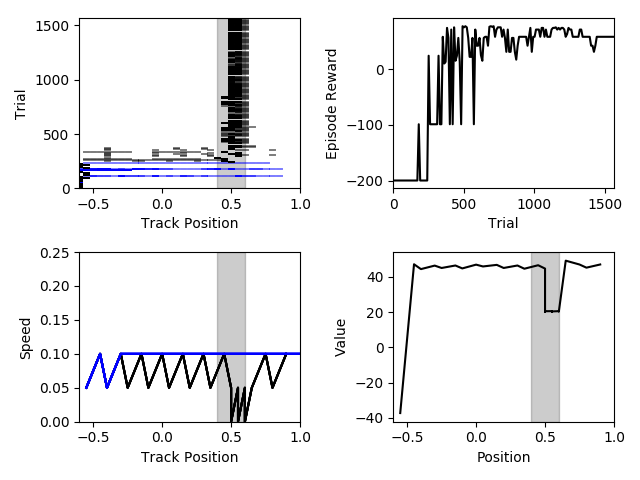 1500
1000
500
0
Trial
−0.5 0.0 0.5 1.0
Track Position
0
−100
−200
Episode Reward
0 500 1000 1500
Trial
0.25
0.20
0.15
0.10
0.05
0.00
Speed
−0.5 0.0 0.5 1.0
Track Position
40
20
0
−20
−40
Value
−0.5 0.0 0.5 1.0
Position